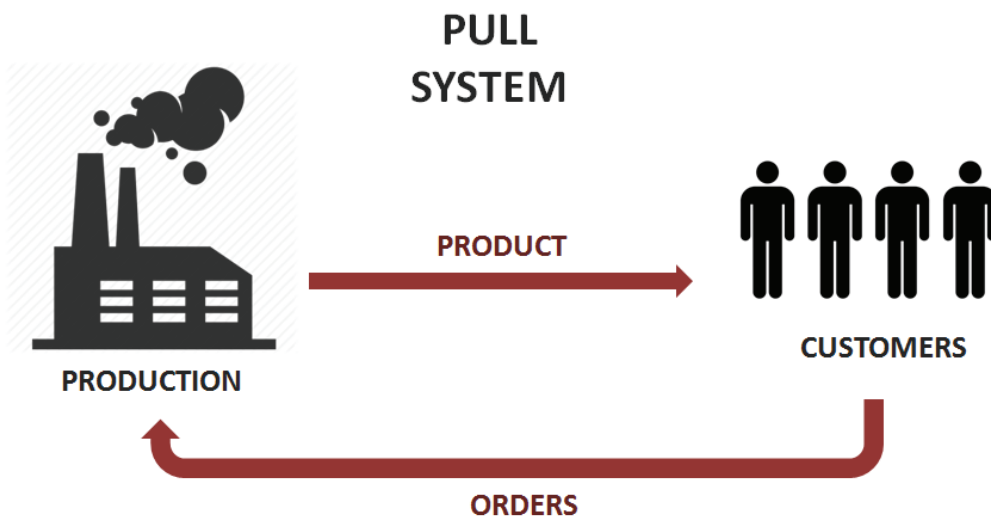 PULL
SYSTEM
PRODUCT
CUSTOMERS
PRODUCTION
ORDERS